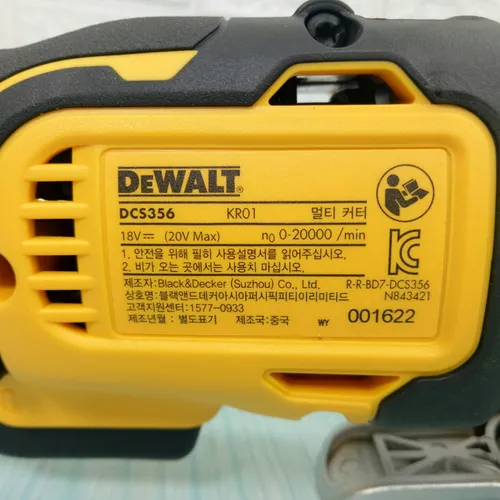 DEWALT
DCS356 KR01 멀티 커터
18V⎓ (20V Max) n₀ 0-20000 /min
1. 안전을 위해 필히 사용설명서를 읽어주십시오.
2. 비가 오는 곳에서는 사용치 마십시오.
제조자: Black&Decker (Suzhou) Co,., Ltd.
상호명: 블랙앤드데커아시아퍼시픽피티이리미티드
고객지원센터: 1577-0933
제조년월 : 별도표기 제조국: 중국 WY 001622
R-R-BD7-DCS356
N843421